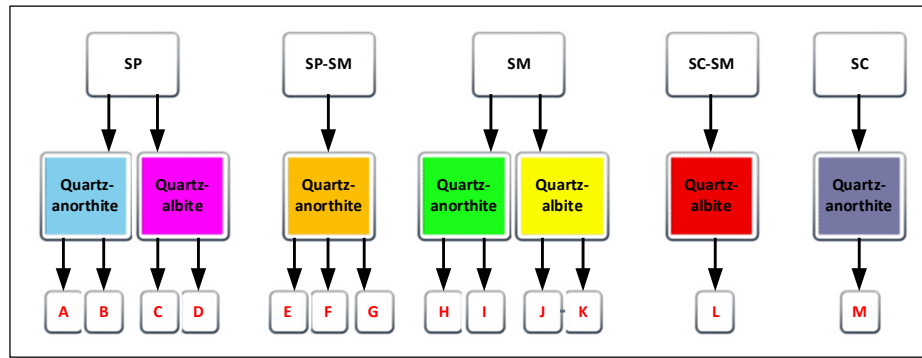 SP
SP-SM
SM
SC-SM
SC
Quartz-
anorthite
Quartz-
albite
Quartz-
anorthite
Quartz-
anorthite
Quartz-
albite
Quartz-
albite
Quartz-
anorthite
A
B
C
D
E
F
G
H
I
J
K
L
M